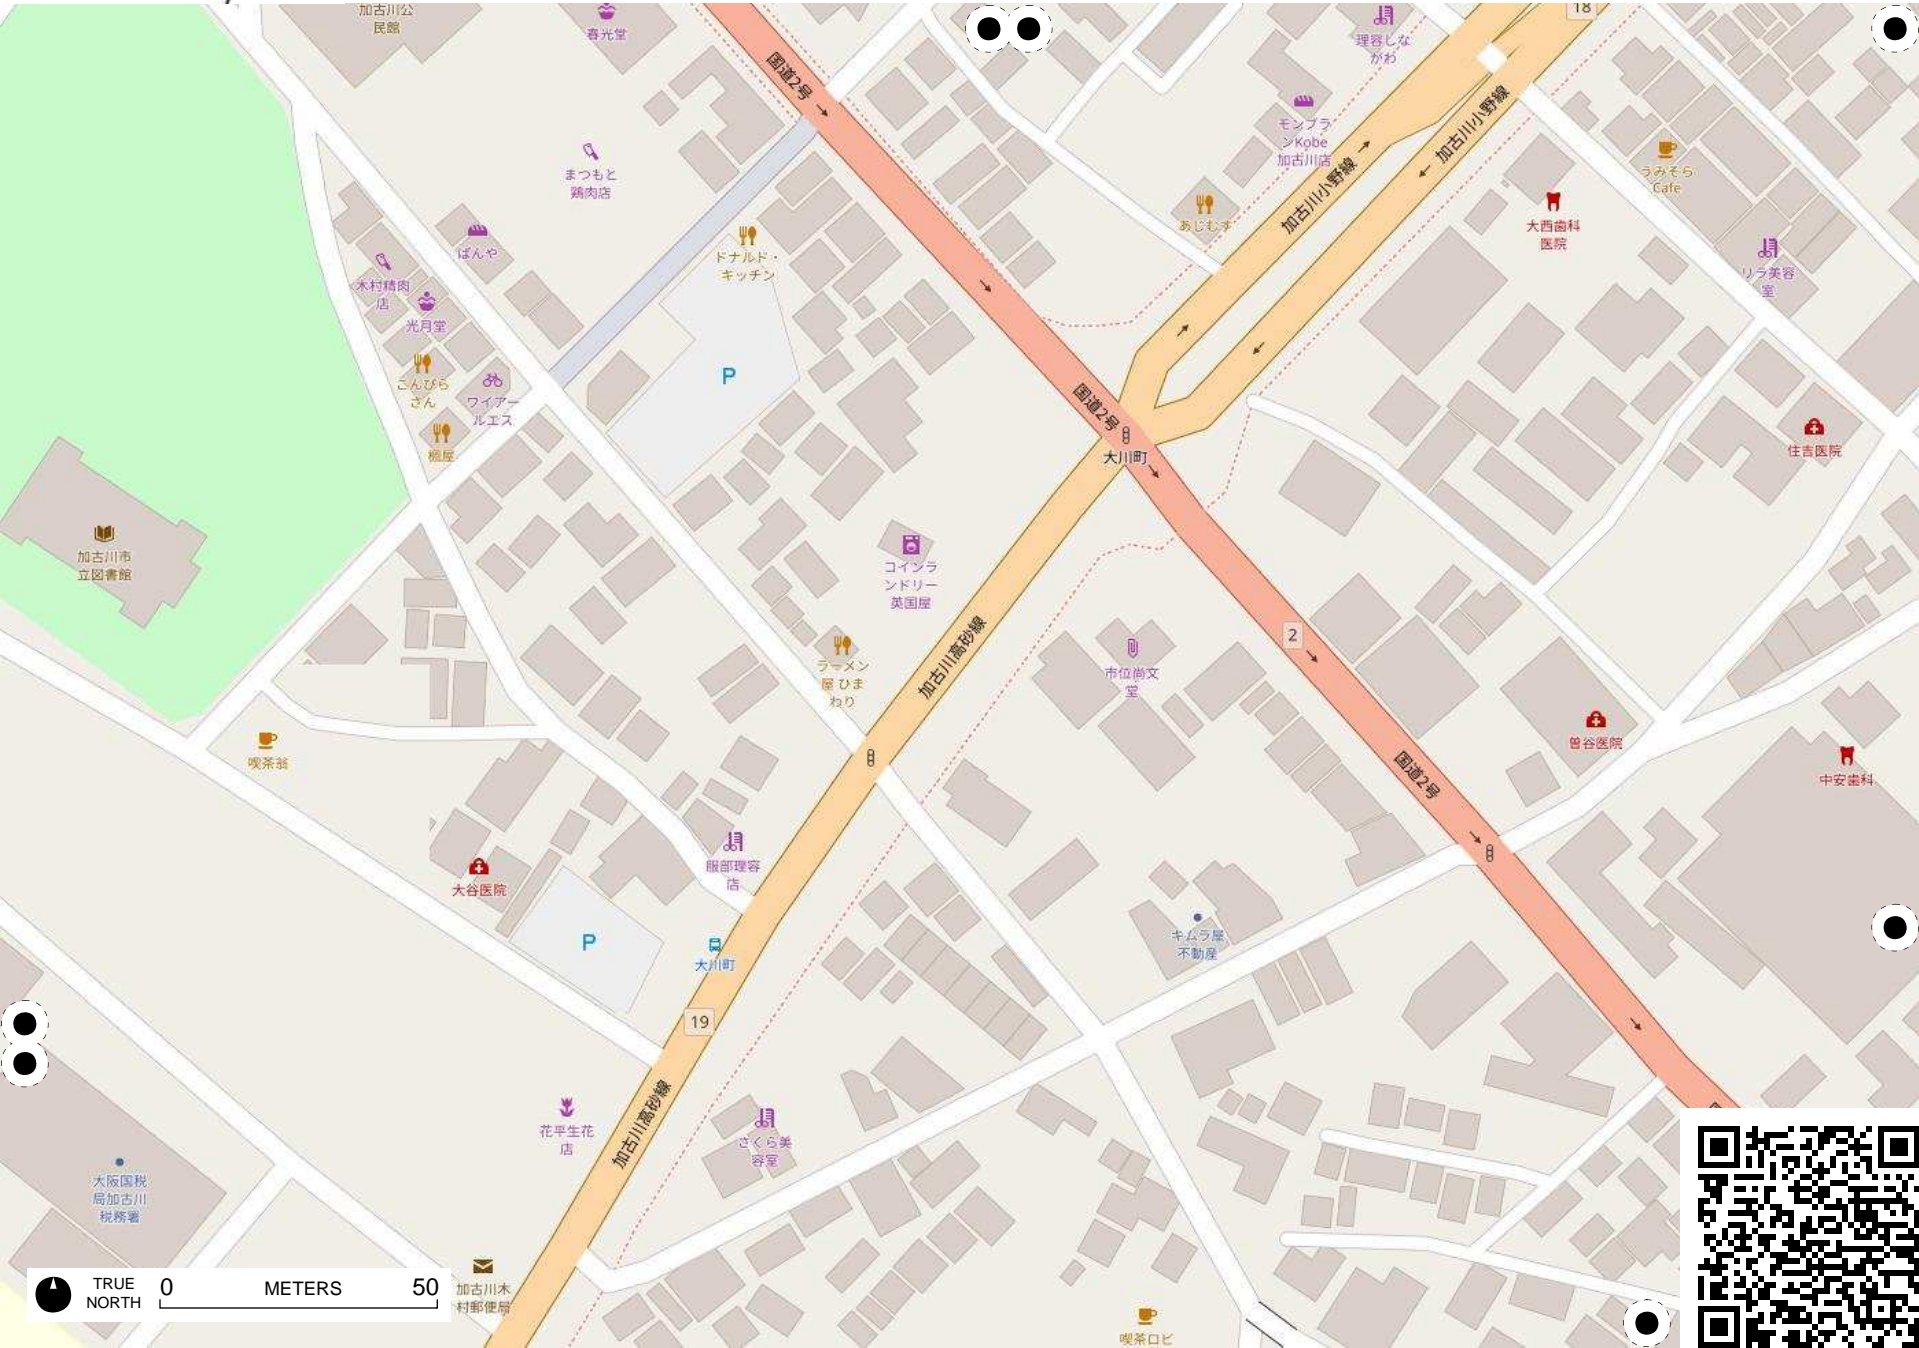 加古川公
民館
春光堂
18
理容しな
がわ
国道2号
モンブラ
ンKobe
加古川店
加古川小野線
加古川小野線
うみそら
Cafe
まつもと
鶏肉店
あじむす
大西歯科
医院
ぱんや
ドナルド・
キッチン
リラ美容
室
木村精肉
店
光月堂
P
こんぴら
さん
ワイアー
ルエス
国道2号
大川町
住吉医院
棚屋
加古川市
立図書館
コインラ
ンドリー
英国屋
2
加古川高砂線
ラーメン
屋 ひま
わり
市位尚文
堂
曽谷医院
喫茶翁
国道2号
中安歯科
服部理容
店
大谷医院
P
大川町
キムラ屋
不動産
19
加古川高砂線
花平生花
店
さくら美
容室
大阪国税
局加古川
税務署
加古川木
村郵便局
TRUE
NORTH
0 METERS 50
喫茶ロビ